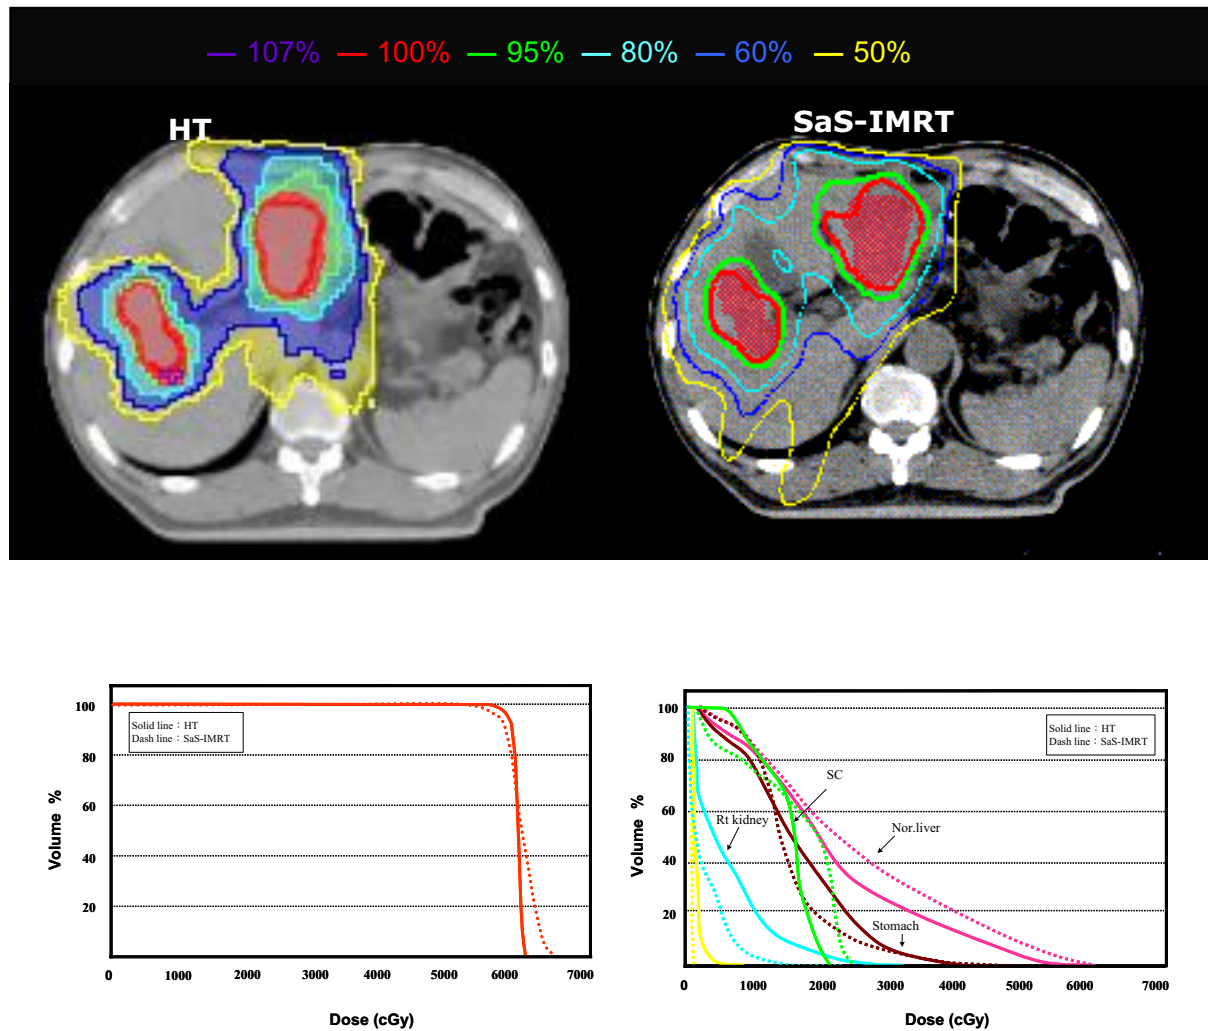 107% 100% 95% 80% 60% 50%
HT
SaS-IMRT
100
80
60
40
20
Volume %
Solid line : HT
Dash line : SaS-IMRT
0 1000 2000 3000 4000 5000 6000 7000
Dose (cGy)
100
80
60
40
20
Volume %
Solid line : HT
Dash line : SaS-IMRT
SC
Rt kidney
Nor.liver
Stomach
0 1000 2000 3000 4000 5000 6000 7000
Dose (cGy)